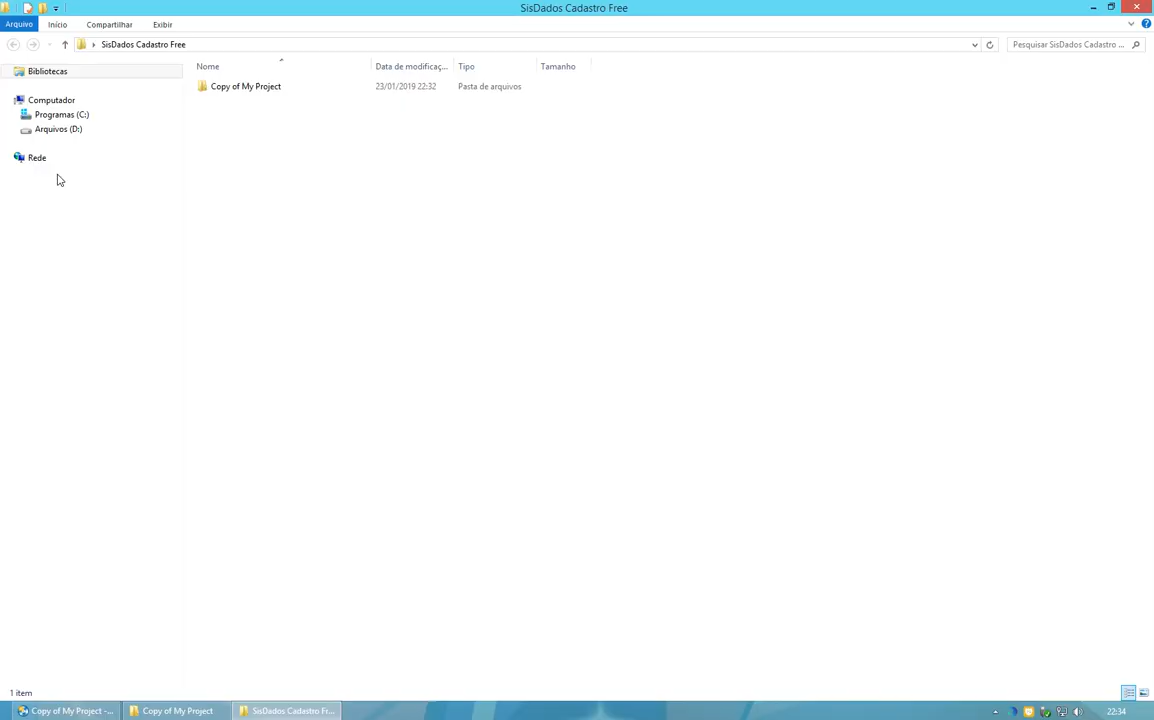 SisDados Cadastro Free
Arquivo Início Compartilhar Exibir
SisDados Cadastro Free Pesquisar SisDados Cadastro ...
Nome Data de modificaç... Tipo Tamanho
Bibliotecas
Copy of My Project 23/01/2019 22:32 Pasta de arquivos
Computador
Programas (C:)
Arquivos (D:)
Rede
1 item
Copy of My Project -... Copy of My Project SisDados Cadastro Fr... 22:34